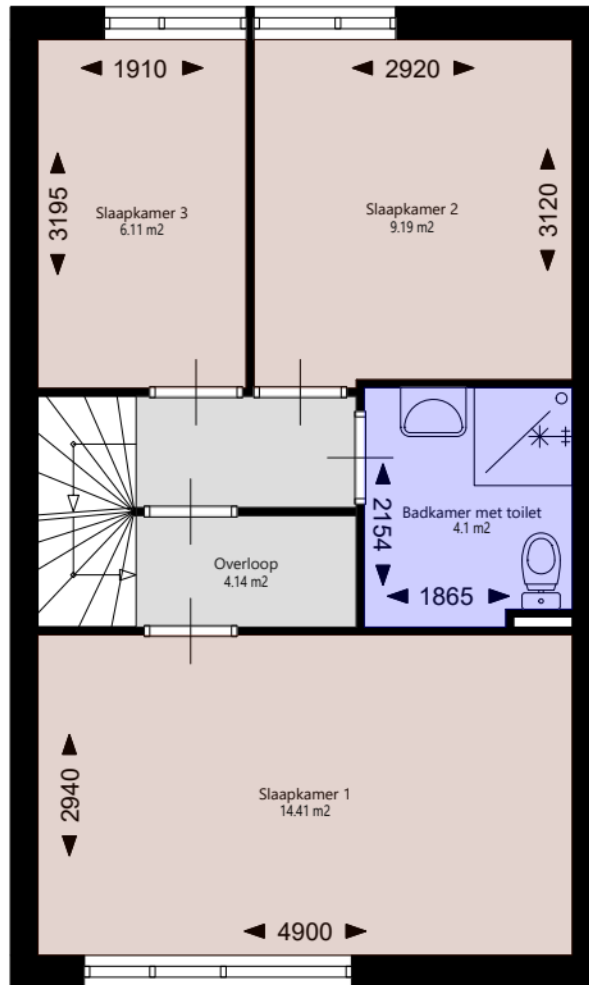 1910
2920
3195
Slaapkamer 3
6.11 m2
Slaapkamer 2
9.19 m2
3120
Badkamer met toilet
4.1 m2
2154
1865
Overloop
4.14 m2
2940
Slaapkamer 1
14.41 m2
4900